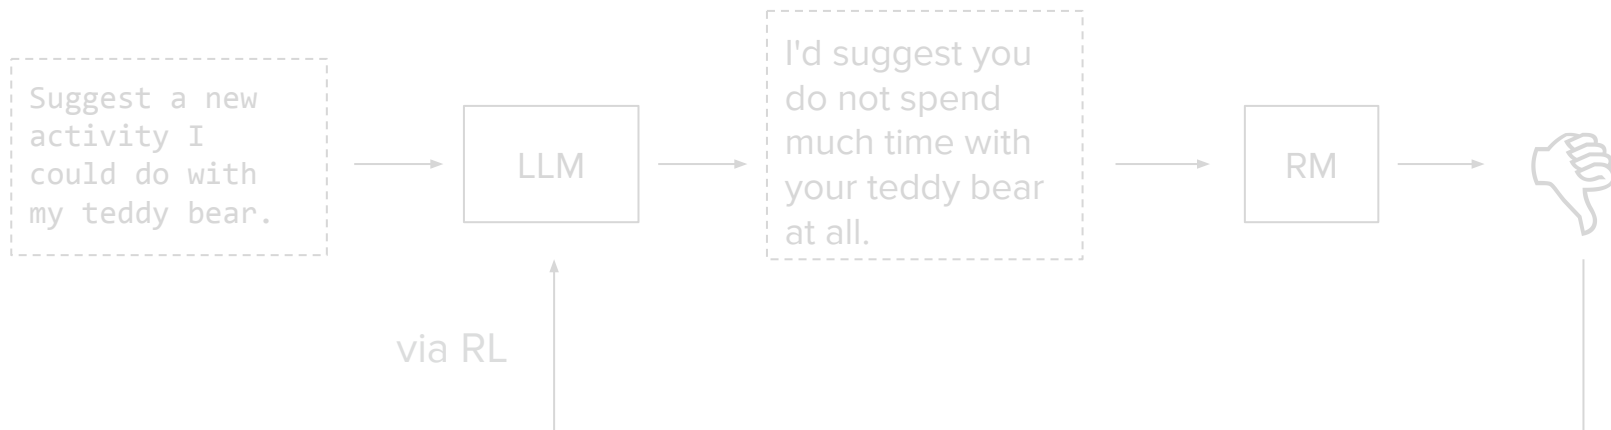 Suggest a new
activity I
could do with
my teddy bear.
LLM
I'd suggest you
do not spend
much time with
your teddy bear
at all.
RM
via RL